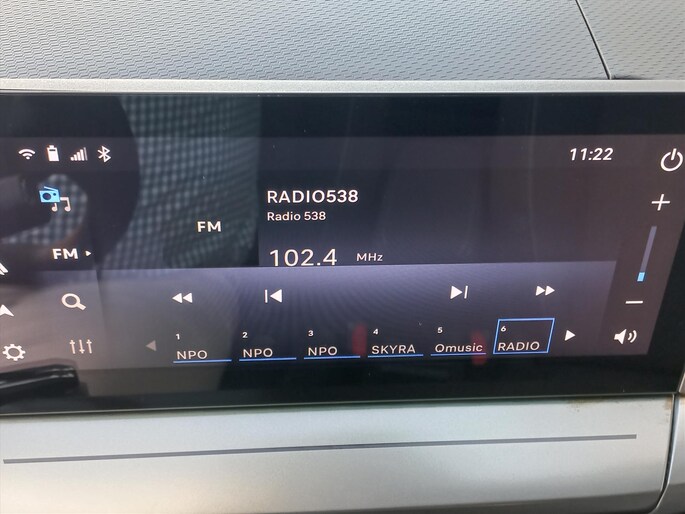 11:22
RADIO538
Radio 538
FM
FM
102.4 MHz
1 NPO
2 NPO
3 NPO
4 SKYRA
5 Qmusic
6 RADIO